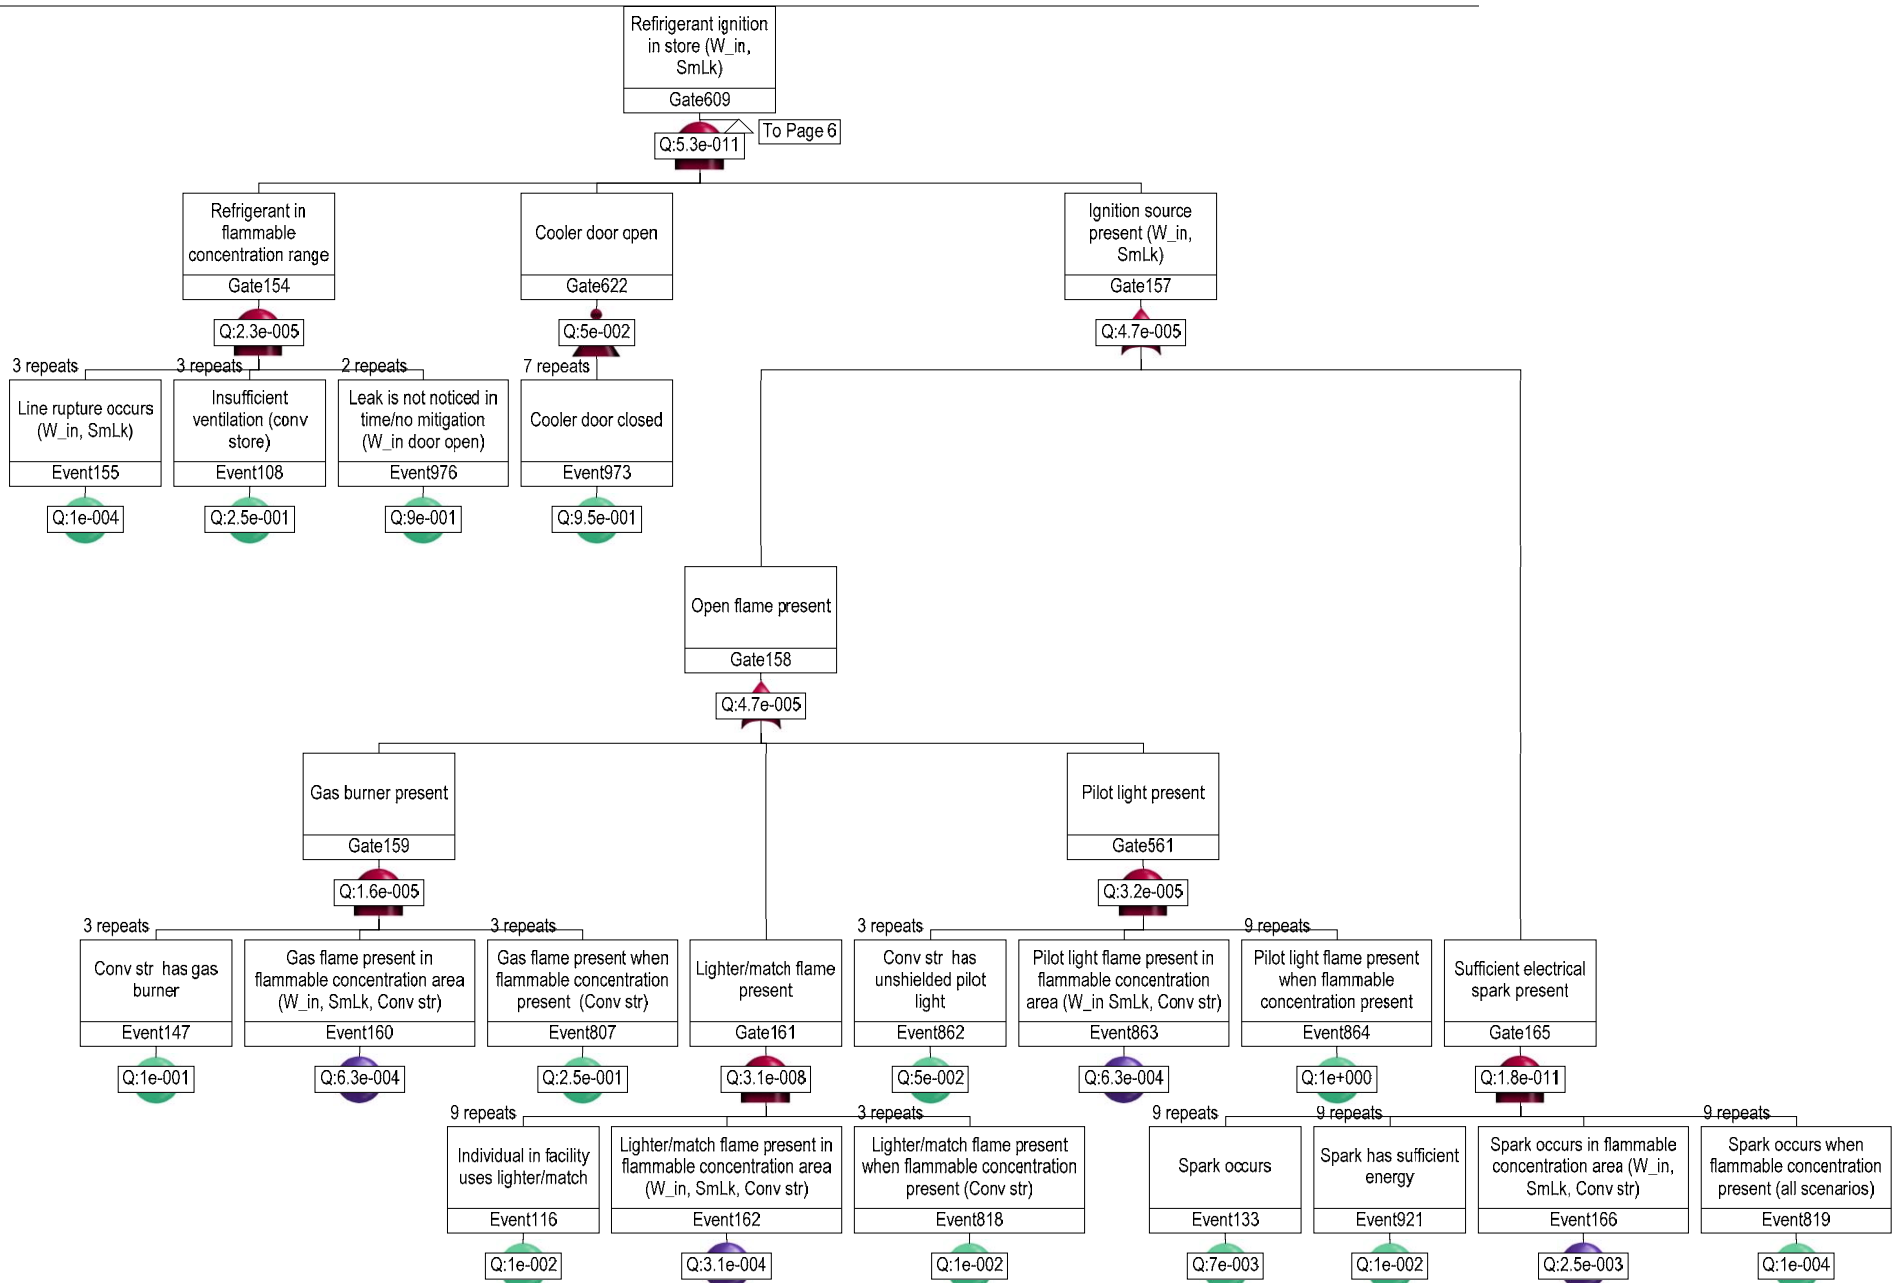 Refrigerant ignition
in store (W_in,
SmLk)
Gate609
To Page 6
Q:5.3e-011
Refrigerant in
flammable
concentration range
Gate154
Q:2.3e-005
Cooler door open
Gate622
Q:5e-002
Ignition source
present (W_in,
SmLk)
Gate157
Q:4.7e-005
3 repeats
Line rupture occurs
(W_in, SmLk)
Event155
Q:1e-004
3 repeats
Insufficient
ventilation (conv
store)
Event108
Q:2.5e-001
2 repeats
Leak is not noticed in
time/no mitigation
(W_in door open)
Event976
Q:9e-001
7 repeats
Cooler door closed
Event973
Q:9.5e-001
Open flame present
Gate158
Q:4.7e-005
Gas burner present
Gate159
Q:1.6e-005
Pilot light present
Gate561
Q:3.2e-005
3 repeats
Conv str has gas
burner
Event147
Q:1e-001
Gas flame present in
flammable concentration area
(W_in, SmLk, Conv str)
Event160
Q:6.3e-004
3 repeats
Gas flame present when
flammable concentration
present (Conv str)
Event807
Q:2.5e-001
Lighter/match flame
present
Gate161
Q:3.1e-008
3 repeats
Conv str has
unshielded pilot
light
Event862
Q:5e-002
Pilot light flame present in
flammable concentration
area (W_in SmLk, Conv str)
Event863
Q:6.3e-004
9 repeats
Pilot light flame present
when flammable
concentration present
Event864
Q:1e+000
Sufficient electrical
spark present
Gate165
Q:1.8e-011
9 repeats
Individual in facility
uses lighter/match
Event116
Q:1e-002
Lighter/match flame present in
flammable concentration area
(W_in, SmLk, Conv str)
Event162
Q:3.1e-004
3 repeats
Lighter/match flame present
when flammable concentration
present (Conv str)
Event818
Q:1e-002
9 repeats
Spark occurs
Event133
Q:7e-003
9 repeats
Spark has sufficient
energy
Event921
Q:1e-002
Spark occurs in flammable
concentration area (W_in,
SmLk, Conv str)
Event166
Q:2.5e-003
9 repeats
Spark occurs when
flammable concentration
present (all scenarios)
Event819
Q:1e-004